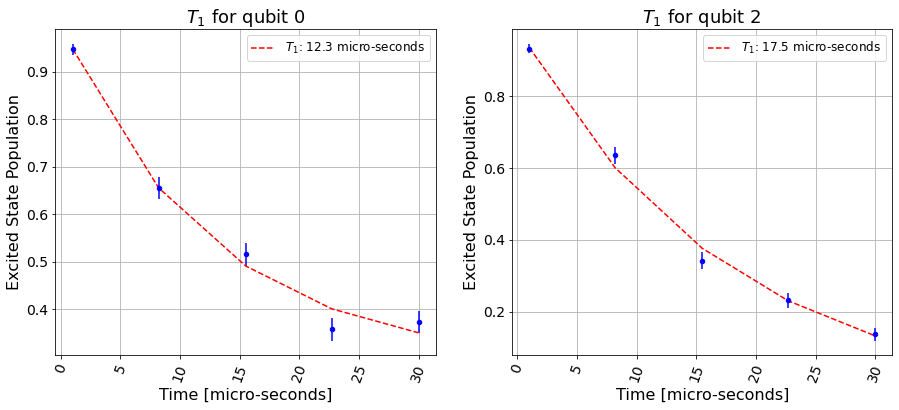 T1 for qubit 0
T1: 12.3 micro-seconds
Excited State Population
0.9
0.8
0.7
0.6
0.5
0.4
0 5 10 15 20 25 30
Time [micro-seconds]
T1 for qubit 2
T1: 17.5 micro-seconds
Excited State Population
0.8
0.6
0.4
0.2
0 5 10 15 20 25 30
Time [micro-seconds]